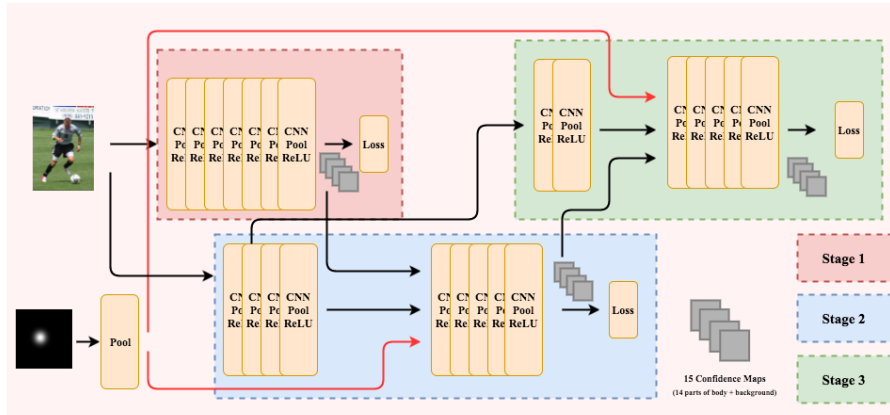 CNN
Pool
ReLU
Loss
CNN
Pool
ReLU
CNN
Pool
ReLU
Loss
CNN
Pool
ReLU
CNN
Pool
ReLU
Loss
Pool
15 Confidence Maps
(14 parts of body + background)
Stage 1
Stage 2
Stage 3